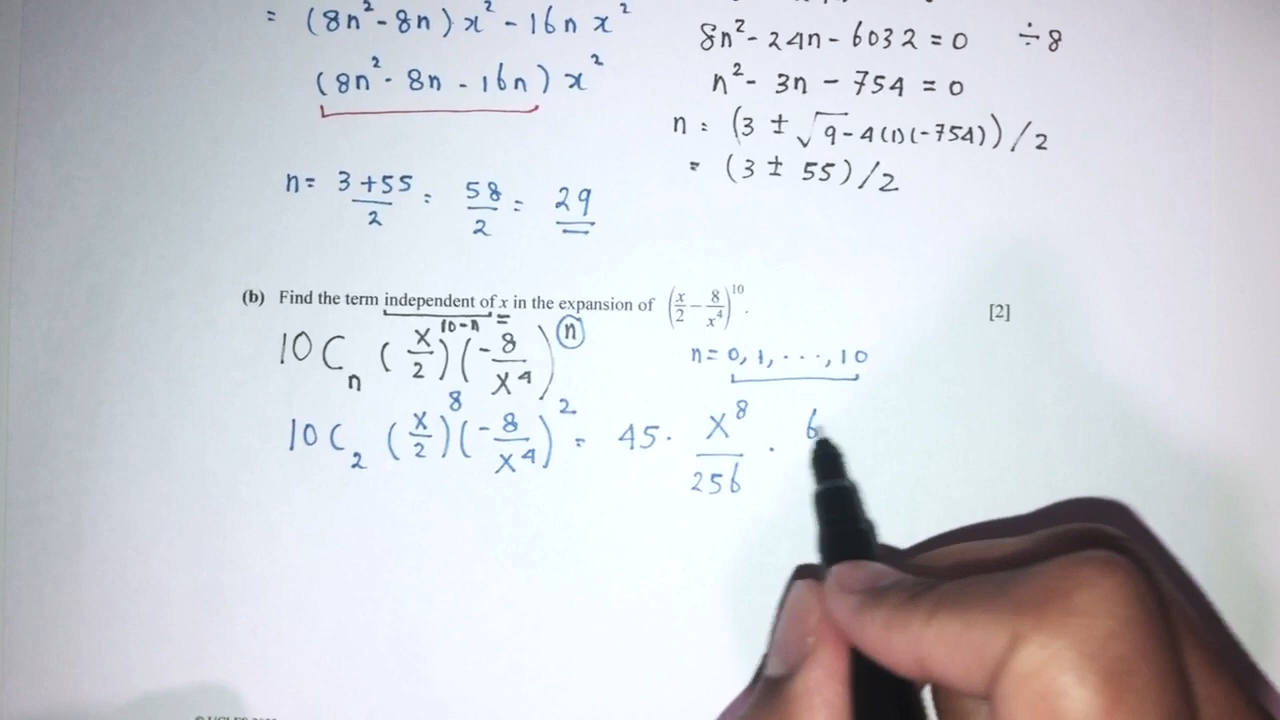 = (8n² - 8n) x² - 16n x²
(8n² - 8n - 16n) x²
8n² - 24n - 6032 = 0 ÷8
n² - 3n - 754 = 0
n = (3 ± √9 - 4(1)(-754)) / 2
= (3 ± 55) / 2
n = (3 + 55)/2 = 58/2 = 29
(b) Find the term independent of x in the expansion of (x/2 - 8/x⁴)¹⁰. [2]
10Cₙ (x/2)¹⁰⁻ⁿ (-8/x⁴)ⁿ
n = 0, 1, ..., 10
10C₂ (x/2)⁸ (-8/x⁴)² = 45 · x⁸/256 · 6